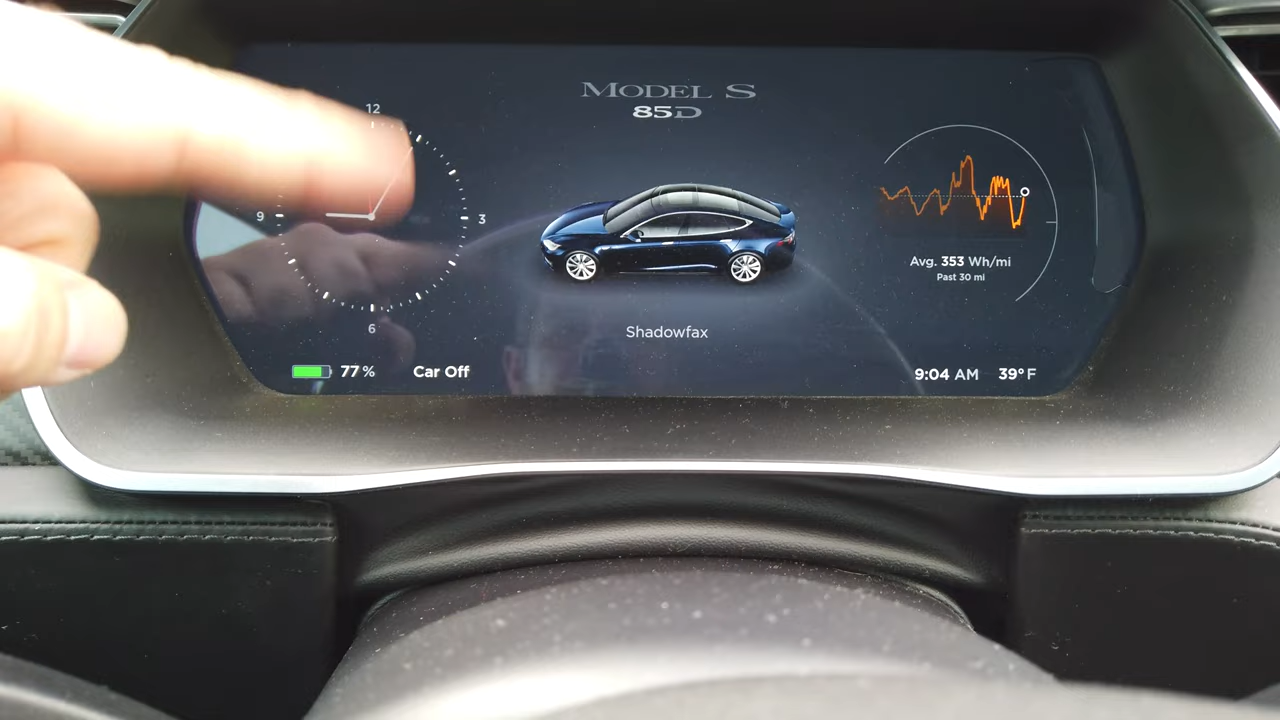 MODEL S
85D
12
9
3
6
Avg. 353 Wh/mi
Past 30 mi
Shadowfax
77 %
Car Off
9:04 AM
39° F